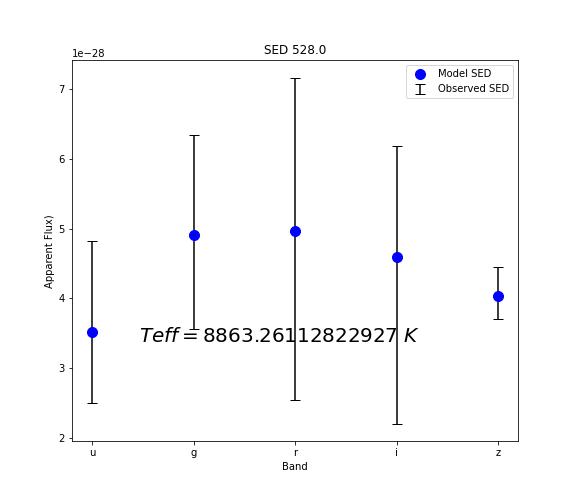 SED 528.0
1e−28
Model SED
Observed SED
7
6
5
4
3
2
Apparent Flux)
Teff = 8863.26112822927 K
u g r i z
Band